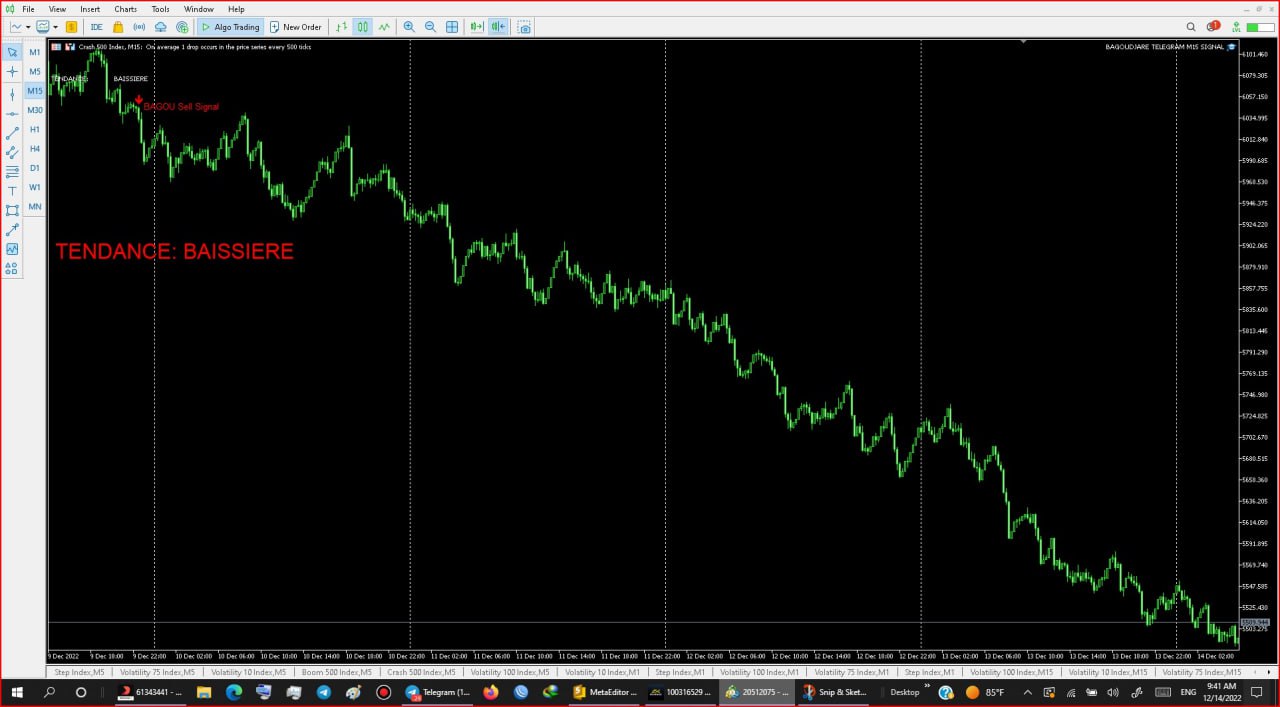 File View Insert Charts Tools Window Help
IDE Algo Trading New Order
M1
M5
M15
M30
H1
H4
D1
W1
MN
Crash 500 Index, M15: On average 1 drop occurs in the price series every 500 ticks
BAGOUDJARE TELEGRAM M15 SIGNAL
TENDANCE: BAISSIERE
BAGOU Sell Signal
TENDANCE: BAISSIERE
6101.460
6079.305
6057.150
6034.995
6012.840
5990.685
5968.530
5946.375
5924.220
5902.065
5879.910
5857.755
5835.600
5813.445
5791.290
5769.135
5746.980
5724.825
5702.670
5680.515
5658.360
5636.205
5614.050
5591.895
5569.740
5547.585
5525.430
5503.275
9 Dec 2022 9 Dec 18:00 9 Dec 22:00 10 Dec 02:00 10 Dec 06:00 10 Dec 10:00 10 Dec 14:00 10 Dec 18:00 10 Dec 22:00 11 Dec 02:00 11 Dec 06:00 11 Dec 10:00 11 Dec 14:00 11 Dec 18:00 11 Dec 22:00 12 Dec 02:00 12 Dec 06:00 12 Dec 10:00 12 Dec 14:00 12 Dec 18:00 12 Dec 22:00 13 Dec 02:00 13 Dec 06:00 13 Dec 10:00 13 Dec 14:00 13 Dec 18:00 13 Dec 22:00 14 Dec 02:00
Step Index,M5 Volatility 75 Index,M5 Volatility 10 Index,M5 Boom 500 Index,M5 Crash 500 Index,M5 Volatility 100 Index,M5 Volatility 10 Index,M1 Step Index,M1 Volatility 100 Index,M1 Volatility 75 Index,M1 Step Index,M1 Volatility 100 Index,M15 Volatility 10 Index,M15 Volatility 75 Index,M15
61343441 - ... Telegram (1... MetaEditor ... 100316529 ... 20512075 - ... Snip & Sket... Desktop 85°F ENG 9:41 AM
12/14/2022